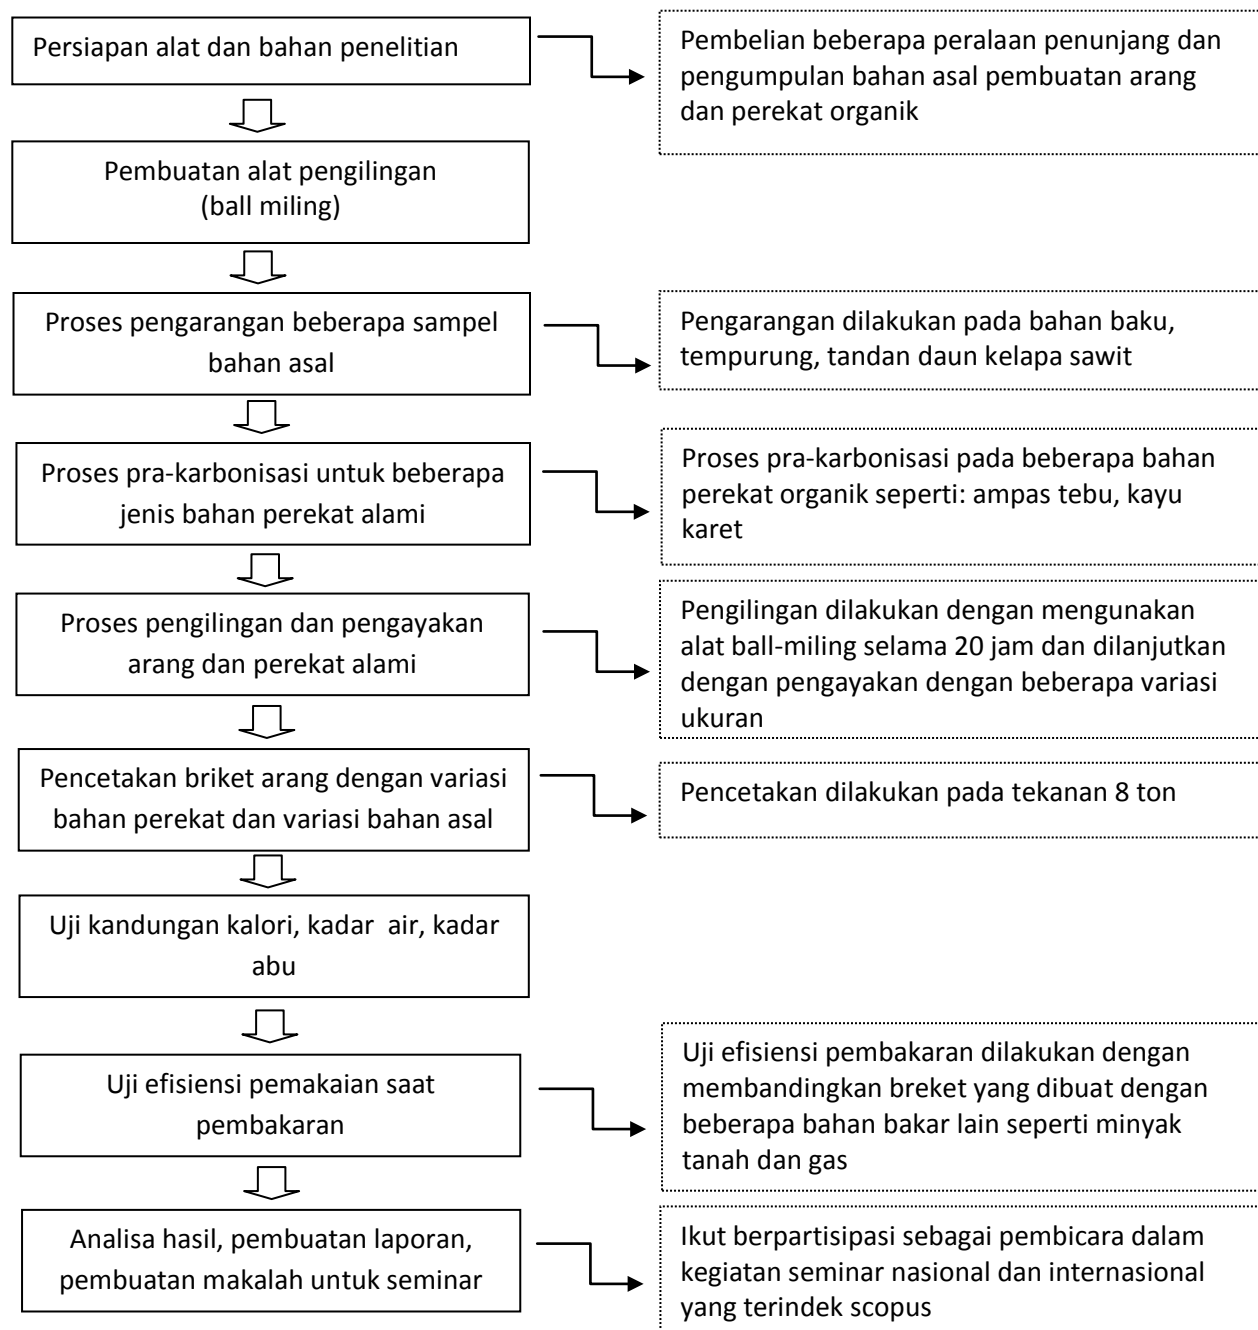 Persiapan alat dan bahan penelitian
Pembelian beberapa peralaan penunjang dan
pengumpulan bahan asal pembuatan arang
dan perekat organik
Pembuatan alat pengilingan
(ball miling)
Proses pengarangan beberapa sampel
bahan asal
Pengarangan dilakukan pada bahan baku,
tempurung, tandan daun kelapa sawit
Proses pra-karbonisasi untuk beberapa
jenis bahan perekat alami
Proses pra-karbonisasi pada beberapa bahan
perekat organik seperti: ampas tebu, kayu
karet
Proses pengilingan dan pengayakan
arang dan perekat alami
Pengilingan dilakukan dengan mengunakan
alat ball-miling selama 20 jam dan dilanjutkan
dengan pengayakan dengan beberapa variasi
ukuran
Pencetakan briket arang dengan variasi
bahan perekat dan variasi bahan asal
Pencetakan dilakukan pada tekanan 8 ton
Uji kandungan kalori, kadar  air, kadar
abu
Uji efisiensi pemakaian saat
pembakaran
Uji efisiensi pembakaran dilakukan dengan
membandingkan breket yang dibuat dengan
beberapa bahan bakar lain seperti minyak
tanah dan gas
Analisa hasil, pembuatan laporan,
pembuatan makalah untuk seminar
Ikut berpartisipasi sebagai pembicara dalam
kegiatan seminar nasional dan internasional
yang terindek scopus